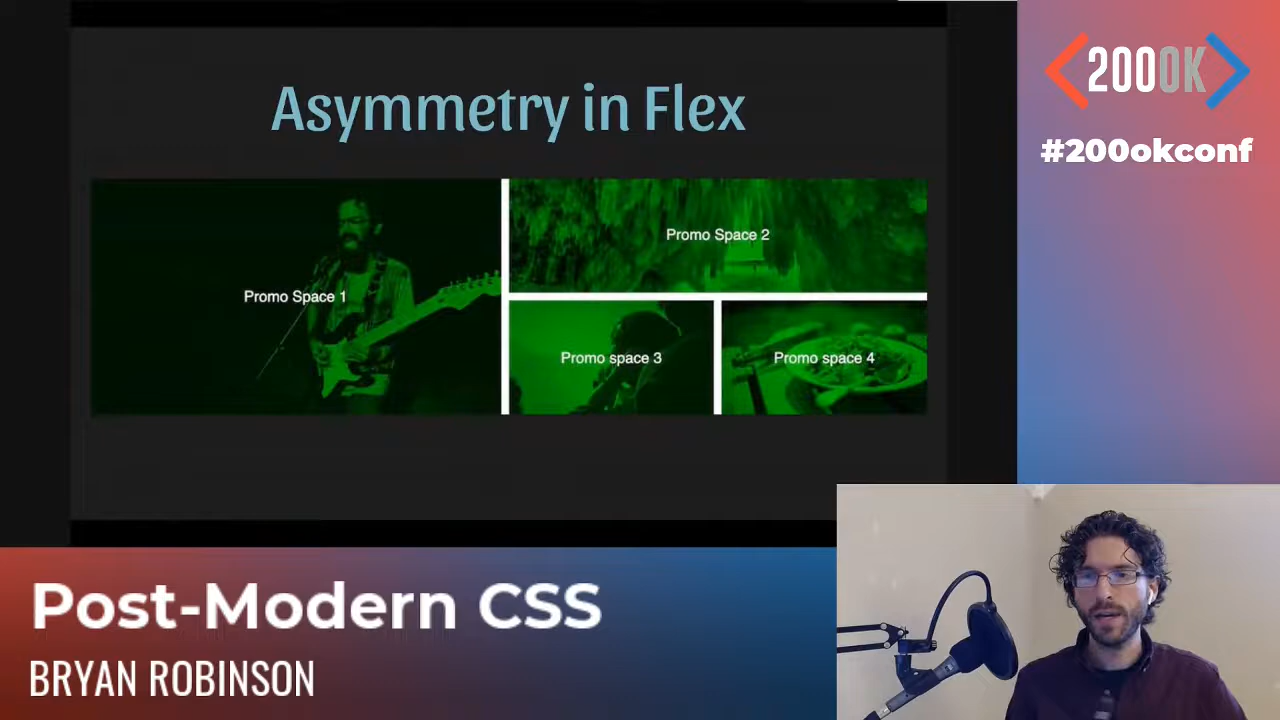 Asymmetry in Flex
Promo Space 1
Promo Space 2
Promo space 3
Promo space 4
200OK
#200okconf
Post-Modern CSS
BRYAN ROBINSON